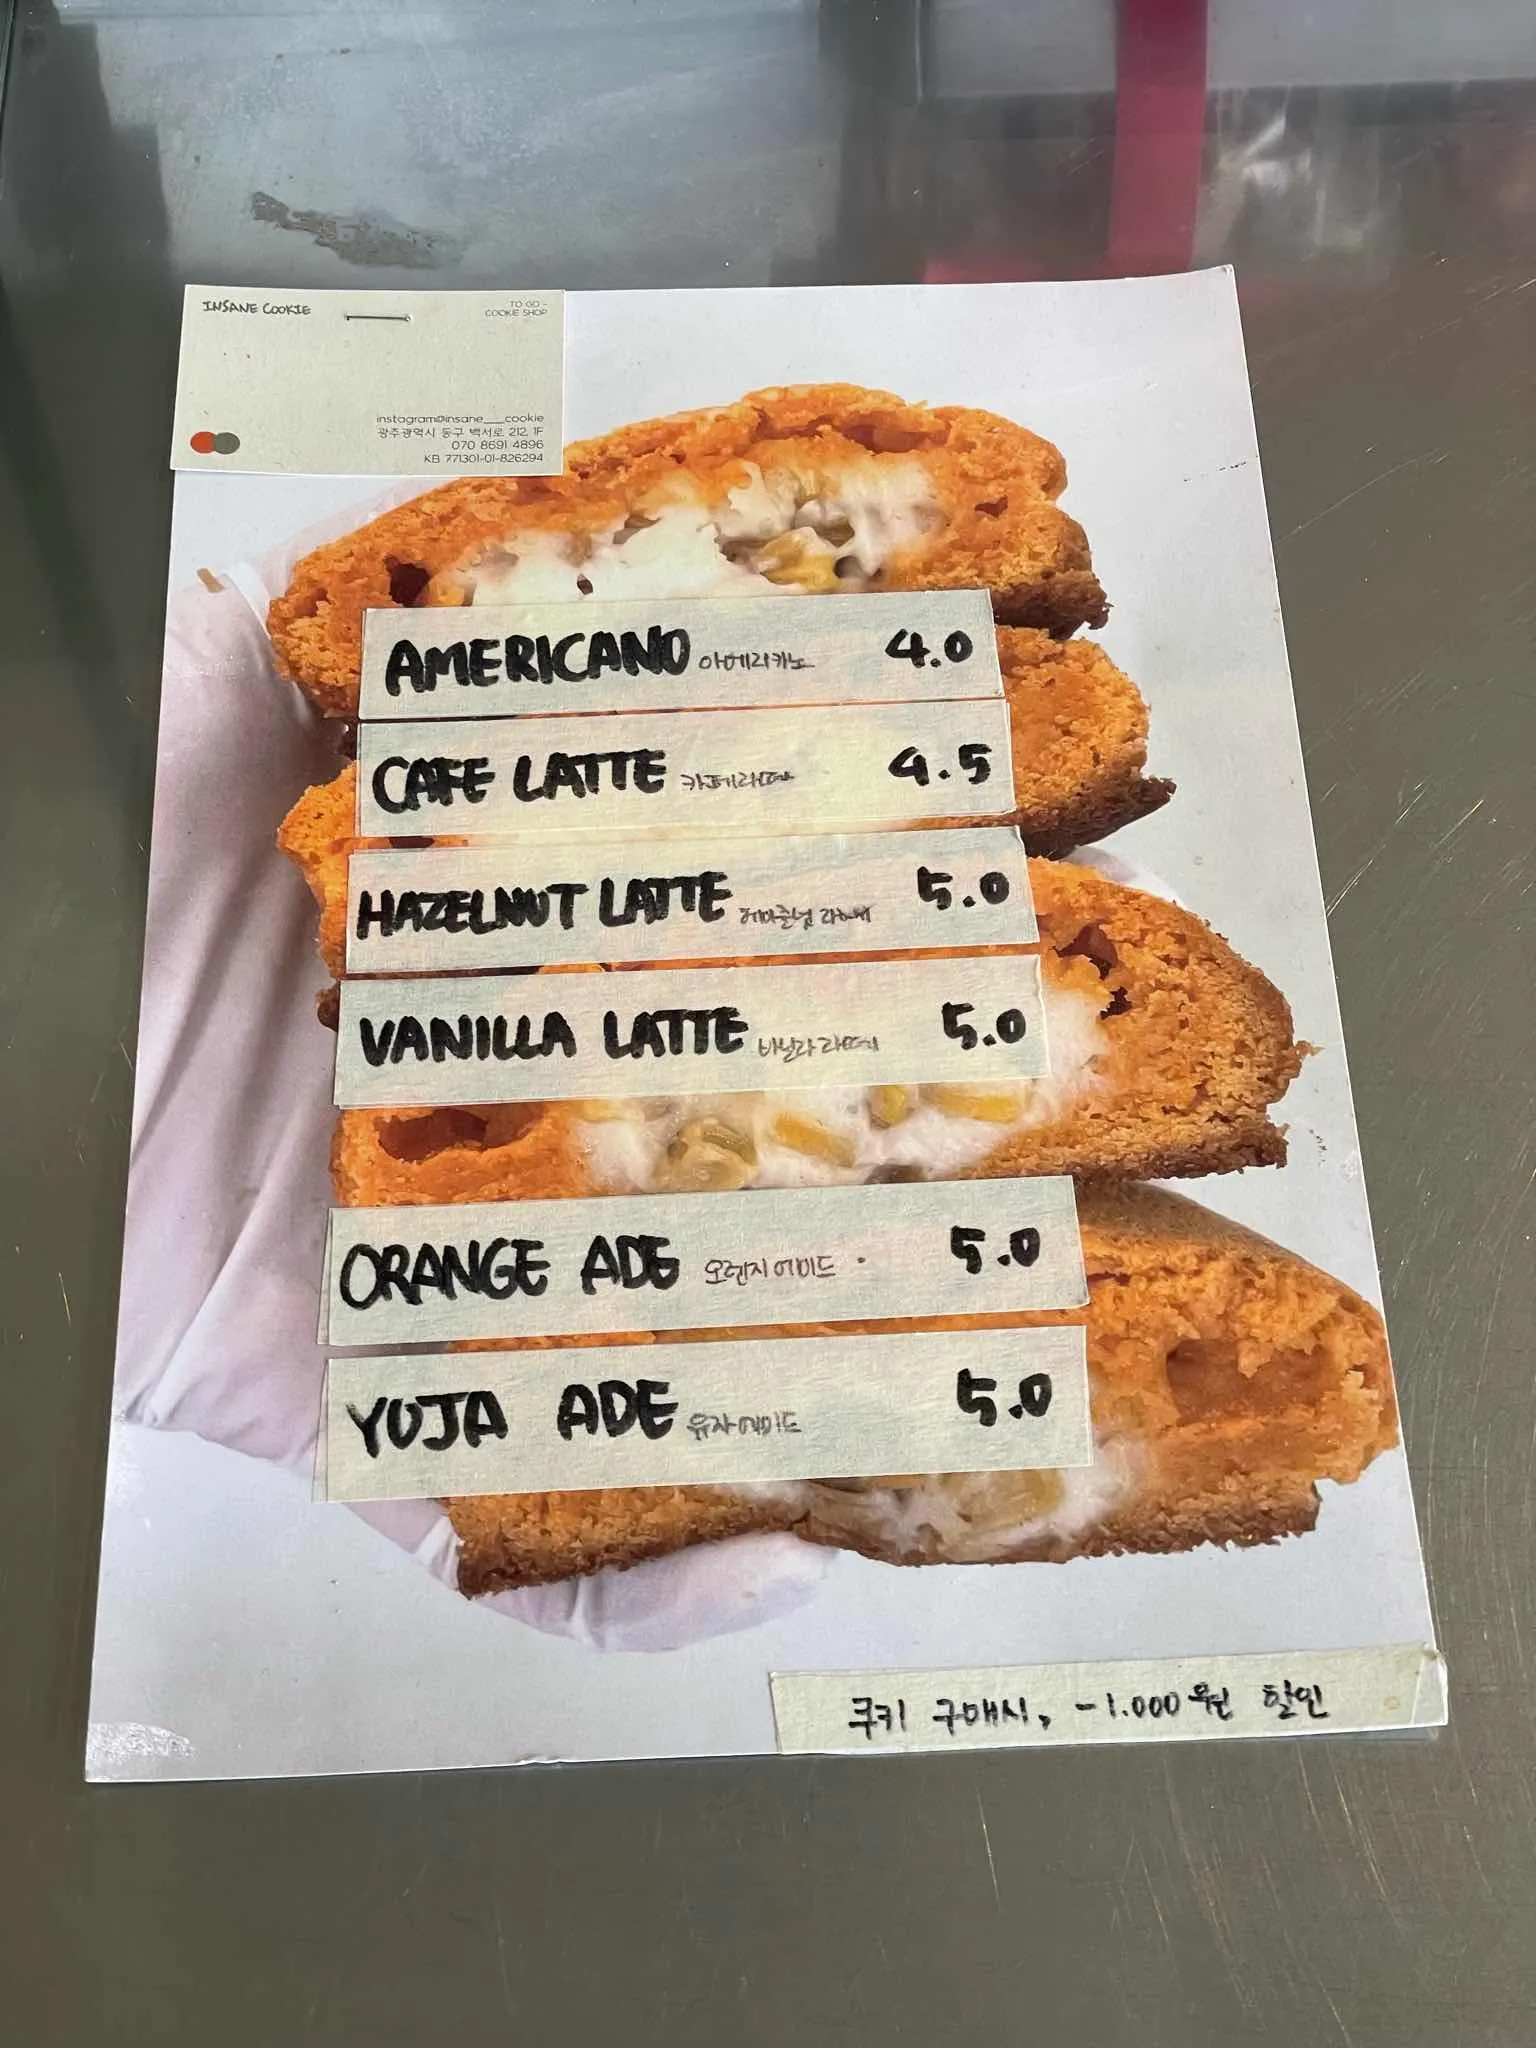 INSANE COOKIE
TO GO -
COOKIE SHOP
instagram@insane___cookie
광주광역시 동구 백서로 212, 1F
070 8691 4896
KB 771301-01-826294
AMERICANO 아메리카노 4.0
CAFE LATTE 카페라떼 4.5
HAZELNUT LATTE 헤이즐넛 라떼 5.0
VANILLA LATTE 바닐라 라떼 5.0
ORANGE ADE 오렌지 에이드 5.0
YUJA ADE 유자 에이드 5.0
쿠키 구매시, -1.000원 할인